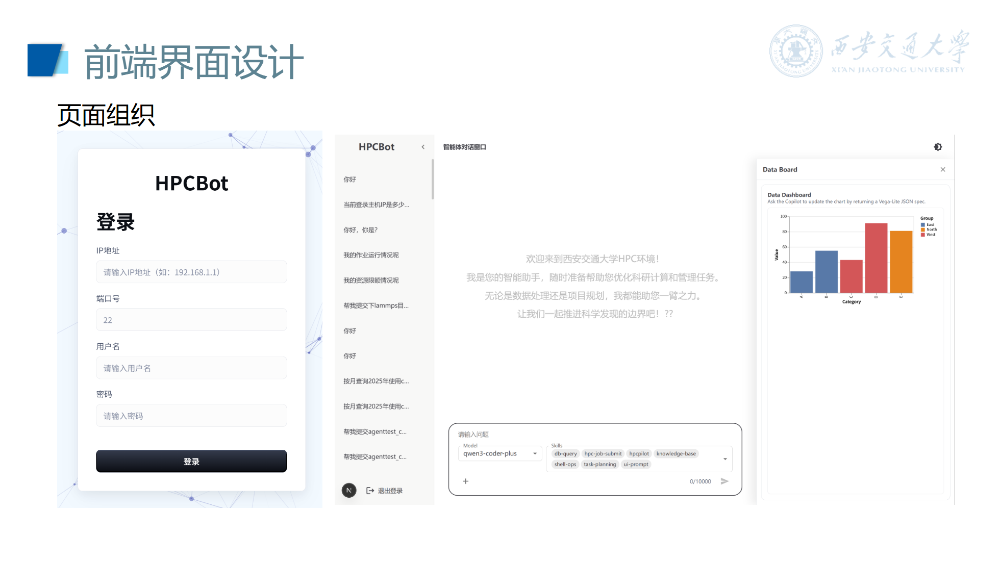 前端界面设计
西安交通大学
XI'AN JIAOTONG UNIVERSITY
页面组织
HPCBot
登录
IP地址
请输入IP地址（如：192.168.1.1）
端口号
22
用户名
请输入用户名
密码
请输入密码
登录
HPCBot
你好
当前登录主机IP是多少...
你好，你是?
我的作业运行情况呢
我的资源限额情况呢
帮我提交下lammps目...
你好
你好
按月查询2025年使用c...
按月查询2025年使用c...
帮我提交agenttest_c...
帮我提交agenttest_c...
N
退出登录
智能体对话窗口
欢迎来到西安交通大学HPC环境！
我是您的智能助手，随时准备帮助您优化科研计算和管理任务。
无论是数据处理还是项目规划，我都能助您一臂之力。
让我们一起推进科学发现的边界吧！??
请输入问题
Model
qwen3-coder-plus
Skills
db-query hpc-job-submit hpcpilot knowledge-base
shell-ops task-planning ui-prompt
0/10000
Data Board
Data Dashboard
Ask the Copilot to update the chart by returning a Vega-Lite JSON spec.
100
80
60
40
20
0
Value
A B C D E
Category
Group
East
North
West